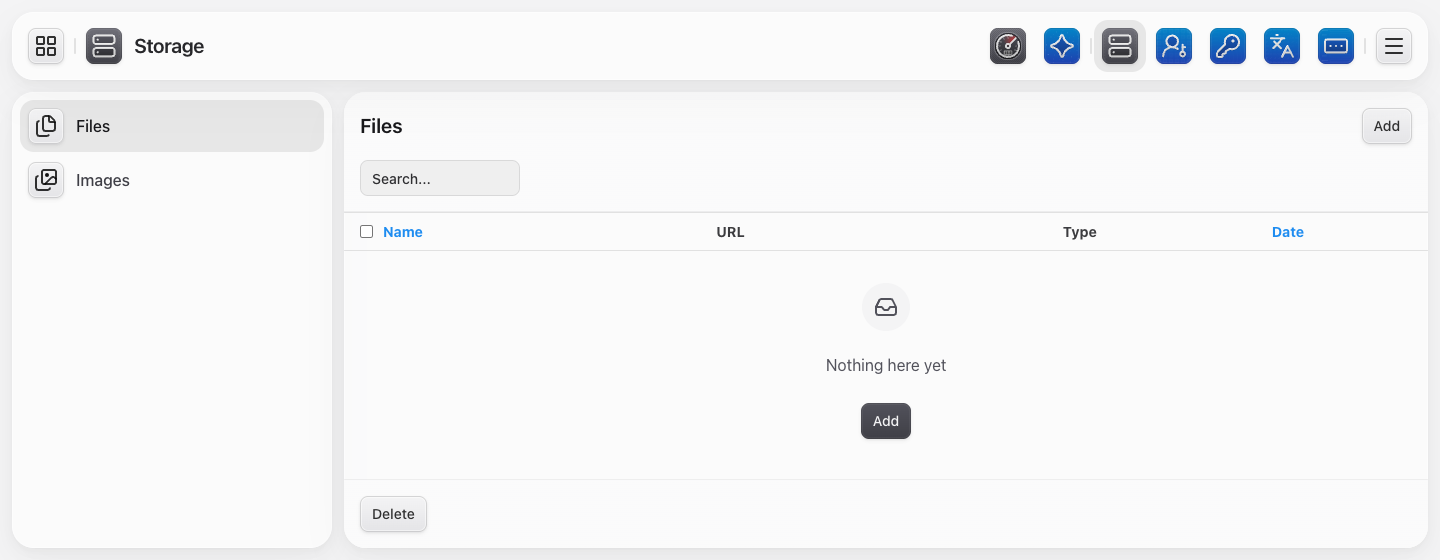 Storage
Files
Images
Files
Add
Search...
Name URL Type Date
Nothing here yet
Add
Delete